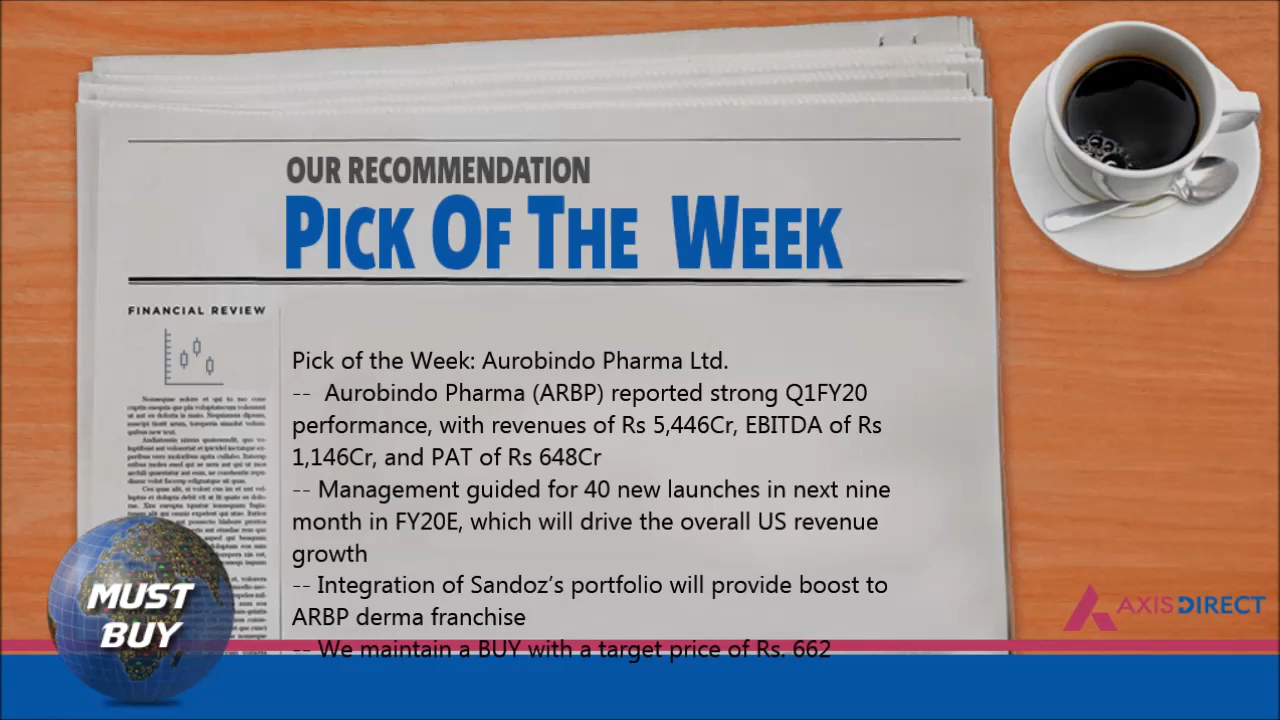 OUR RECOMMENDATION
PICK OF THE WEEK
FINANCIAL REVIEW
Pick of the Week: Aurobindo Pharma Ltd.
-- Aurobindo Pharma (ARBP) reported strong Q1FY20
performance, with revenues of Rs 5,446Cr, EBITDA of Rs
1,146Cr, and PAT of Rs 648Cr
-- Management guided for 40 new launches in next nine
month in FY20E, which will drive the overall US revenue
growth
-- Integration of Sandoz’s portfolio will provide boost to
ARBP derma franchise
-- We maintain a BUY with a target price of Rs. 662
MUST
BUY
AXISDIRECT